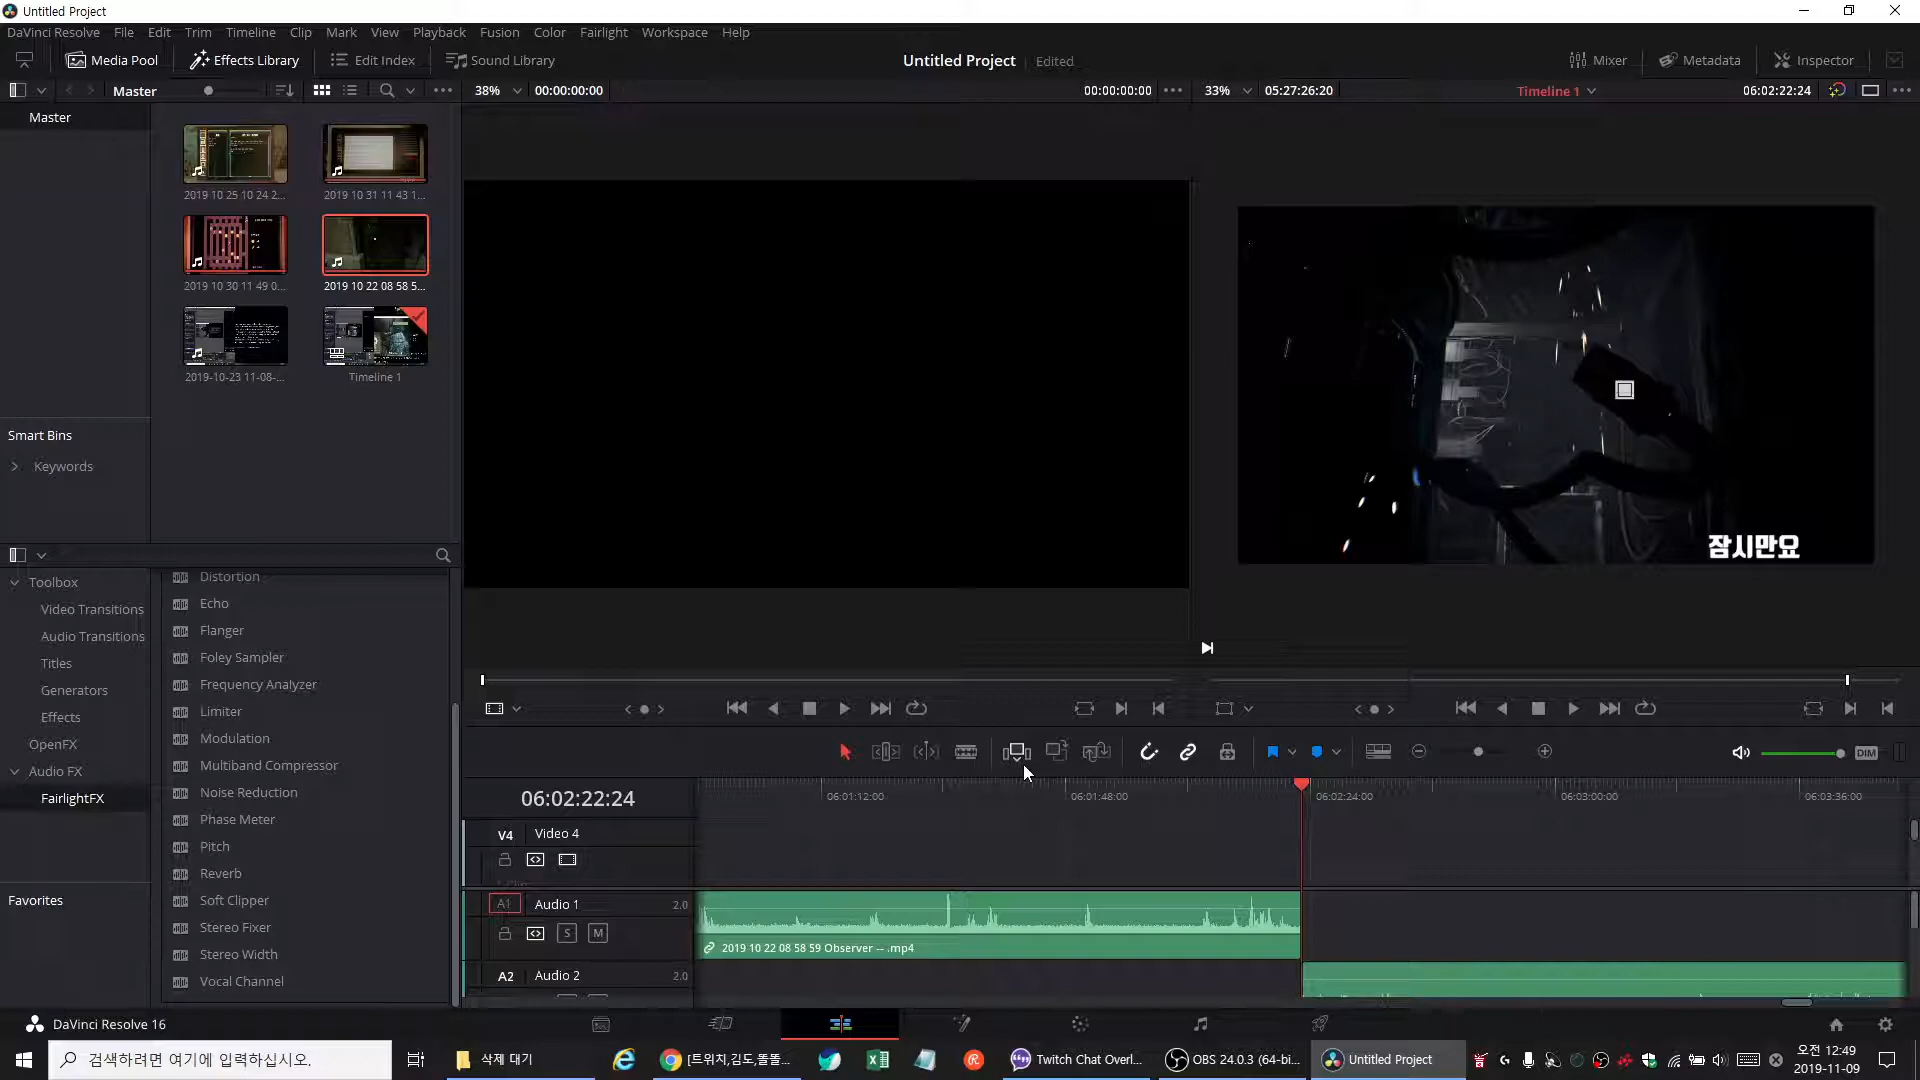 Untitled Project
DaVinci Resolve File Edit Trim Timeline Clip Mark View Playback Fusion Color Fairlight Workspace Help
Media Pool Effects Library Edit Index Sound Library Untitled Project Edited Mixer Metadata Inspector
Master 38% 00:00:00:00 00:00:00:00 33% 05:27:26:20 Timeline 1 06:02:22:24
Master
2019 10 25 10 24 2... 2019 10 31 11 43 1...
2019 10 30 11 49 0... 2019 10 22 08 58 5...
2019-10-23 11-08-... Timeline 1
Smart Bins
Keywords
잠시만요
Toolbox
Video Transitions
Audio Transitions
Titles
Generators
Effects
OpenFX
Audio FX
FairlightFX
Favorites
Distortion
Echo
Flanger
Foley Sampler
Frequency Analyzer
Limiter
Modulation
Multiband Compressor
Noise Reduction
Phase Meter
Pitch
Reverb
Soft Clipper
Stereo Fixer
Stereo Width
Vocal Channel
DIM
06:02:22:24 06:01:12:00 06:01:48:00 06:02:24:00 06:03:00:00 06:03:36:00
V4 Video 4
A1 Audio 1 2.0
S M
2019 10 22 08 58 59 Observer -- .mp4
A2 Audio 2 2.0
DaVinci Resolve 16
검색하려면 여기에 입력하십시오.
삭제 대기
[트위치,김도,똘똘...
Twitch Chat Overl...
OBS 24.0.3 (64-bi...
Untitled Project
오전 12:49
2019-11-09